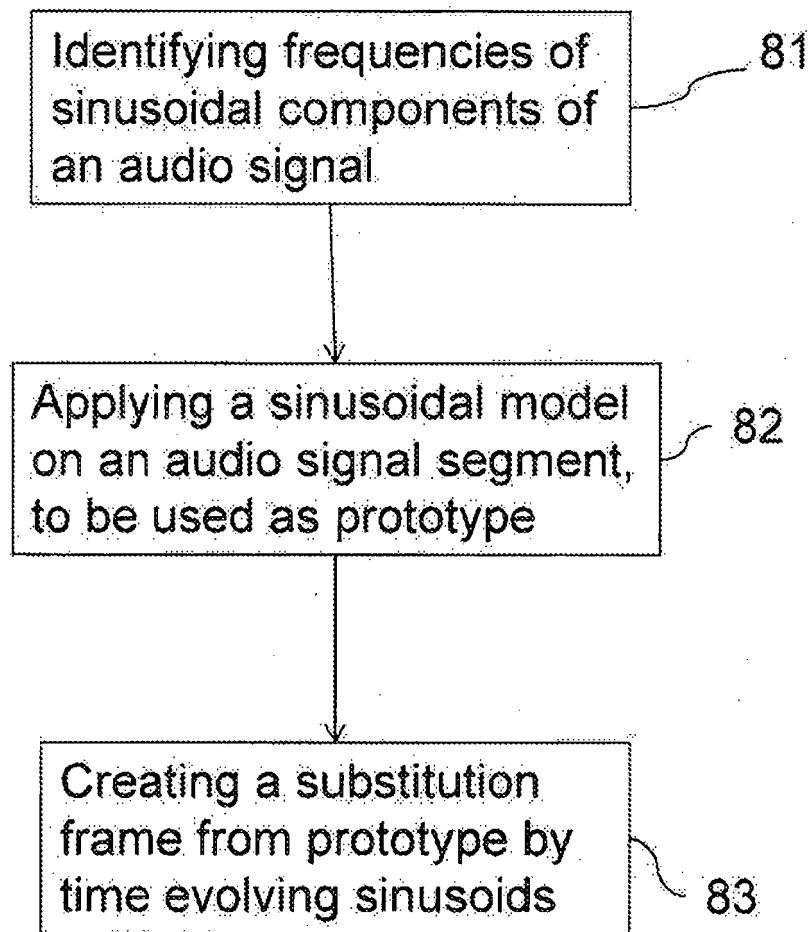 Identifying frequencies of
sinusoidal components of
an audio signal
81
Applying a sinusoidal model
on an audio signal segment,
to be used as prototype
82
Creating a substitution
frame from prototype by
time evolving sinusoids
83